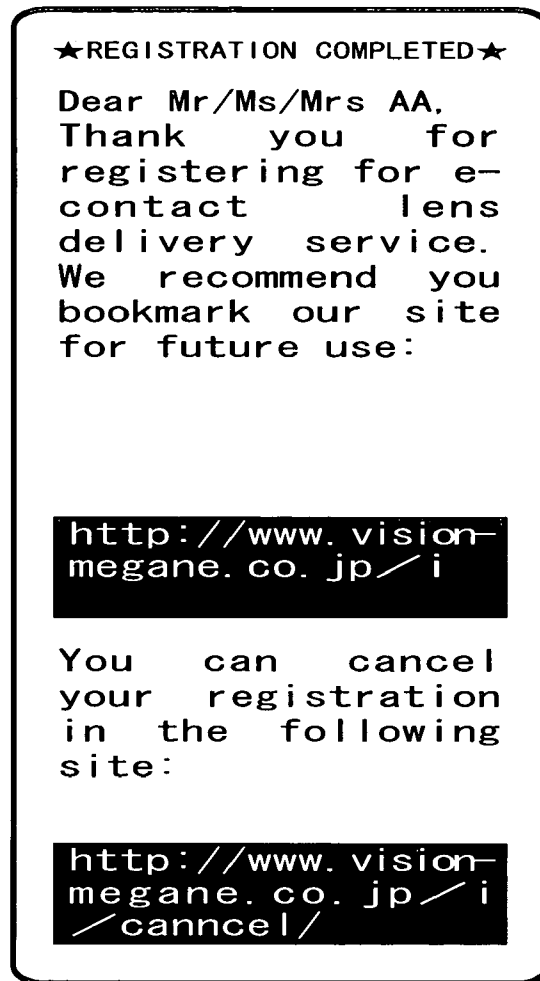 ★REGISTRATION COMPLETED★
Dear Mr/Ms/Mrs AA,
Thank you for
registering for e-
contact lens
delivery service.
We recommend you
bookmark our site
for future use:
http://www.vision-
megane.co.jp/i
You can cancel
your registration
in the following
site:
http://www.vision-
megane.co.jp/i
/canncel/